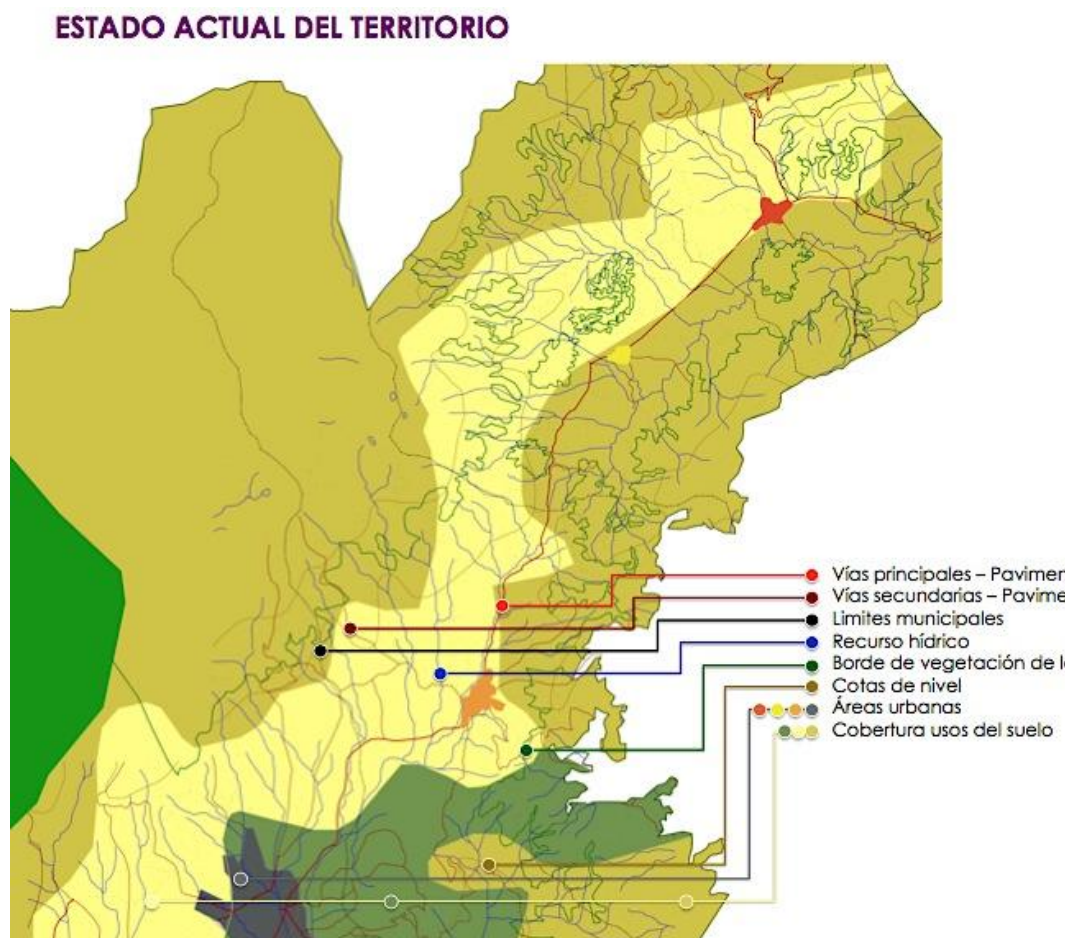 ESTADO ACTUAL DEL TERRITORIO
Vías principales – Pavimen
Vías secundarias – Pavime
Limites municipales
Recurso hídrico
Borde de vegetación de l
Cotas de nivel
Áreas urbanas
Cobertura usos del suelo